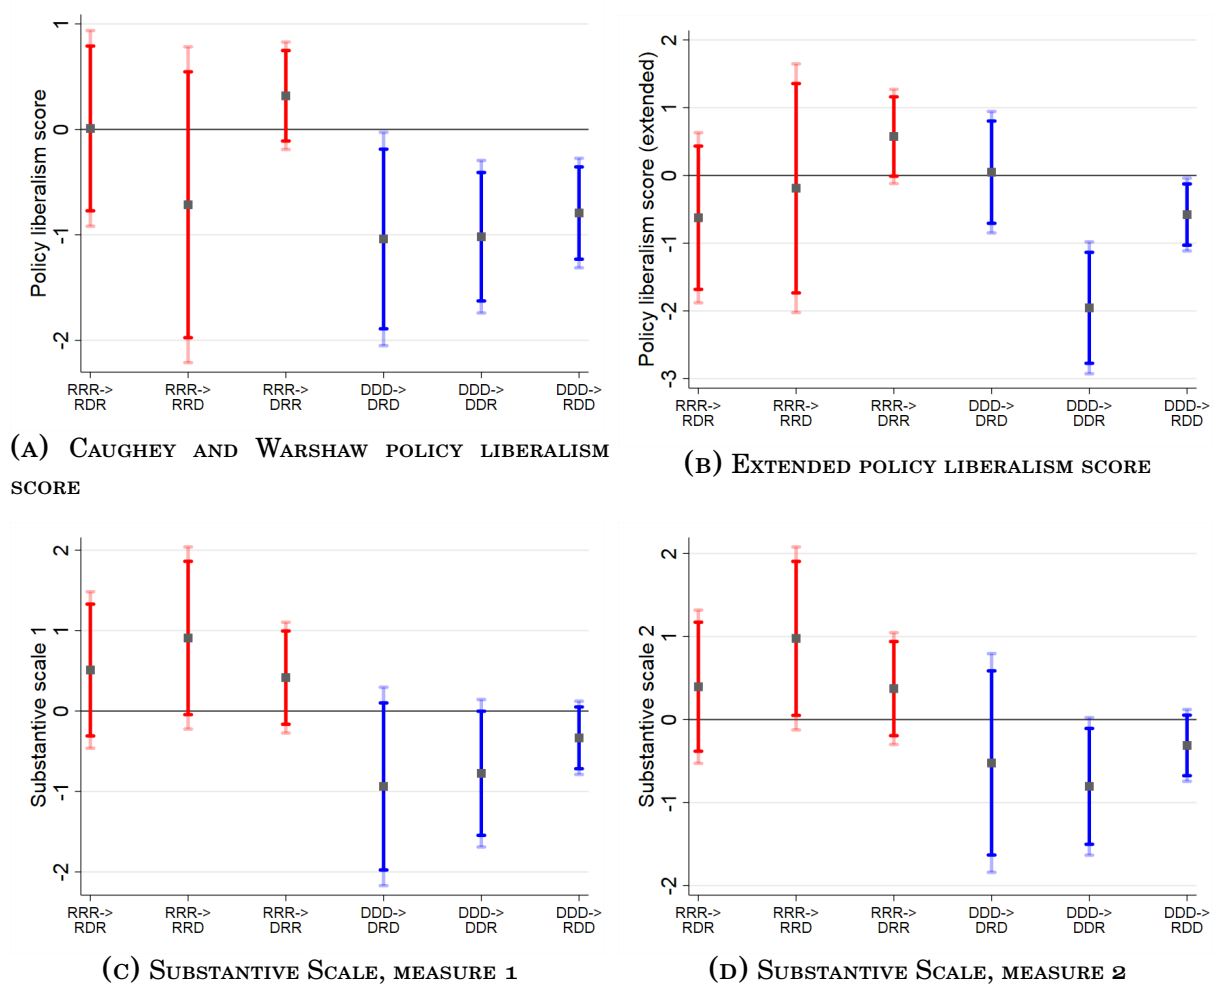 Policy liberalism score
1
0
-1
-2
RRR-> RRR-> RRR-> DDD-> DDD-> DDD->
RDR RRD DRR DRD DDR RDD
(A) Caughey and Warshaw policy liberalism
score
Policy liberalism score (extended)
2
1
0
-1
-2
-3
RRR-> RRR-> RRR-> DDD-> DDD-> DDD->
RDR RRD DRR DRD DDR RDD
(B) Extended policy liberalism score
Substantive scale 1
2
1
0
-1
-2
RRR-> RRR-> RRR-> DDD-> DDD-> DDD->
RDR RRD DRR DRD DDR RDD
(C) Substantive Scale, measure 1
Substantive scale 2
2
1
0
-1
-2
RRR-> RRR-> RRR-> DDD-> DDD-> DDD->
RDR RRD DRR DRD DDR RDD
(D) Substantive Scale, measure 2